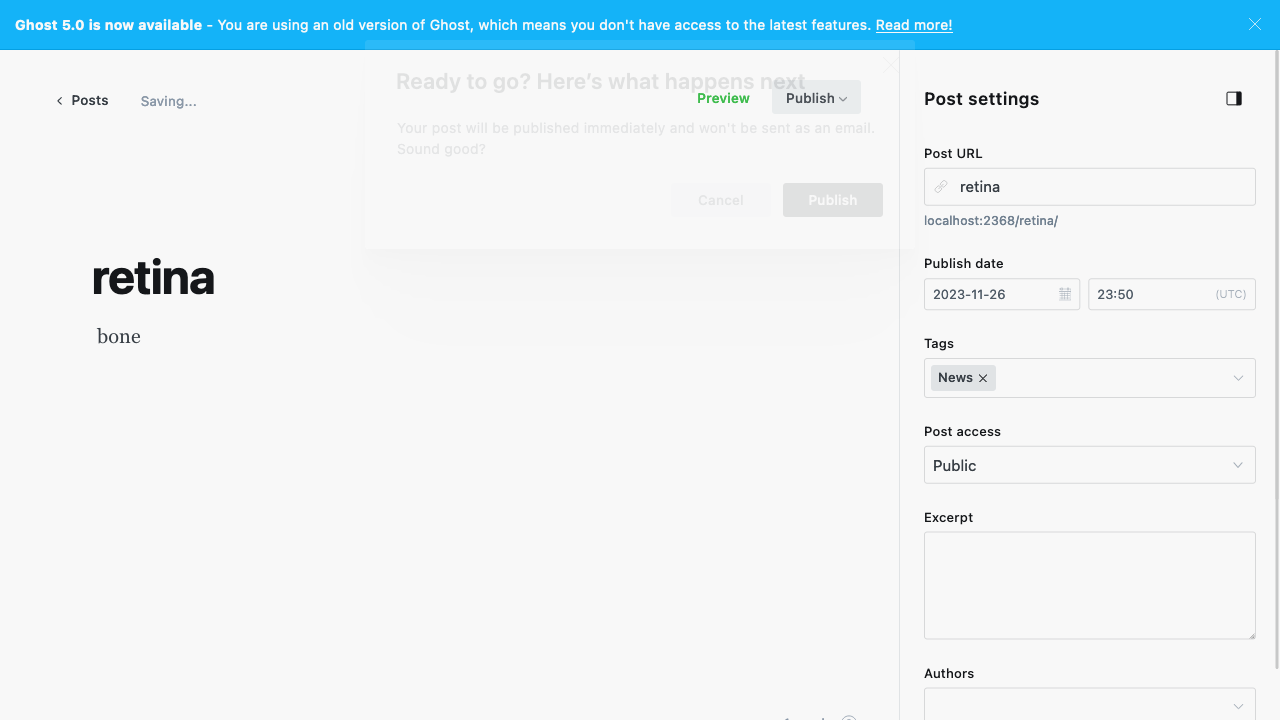 Ghost 5.0 is now available - You are using an old version of Ghost, which means you don't have access to the latest features. Read more!
Posts
Saving...
Ready to go? Here's what happens next
Preview
Publish
Your post will be published immediately and won't be sent as an email.
Sound good?
Cancel
Publish
retina
bone
Post settings
Post URL
retina
localhost:2368/retina/
Publish date
2023-11-26
23:50
(UTC)
Tags
News
Post access
Public
Excerpt
Authors